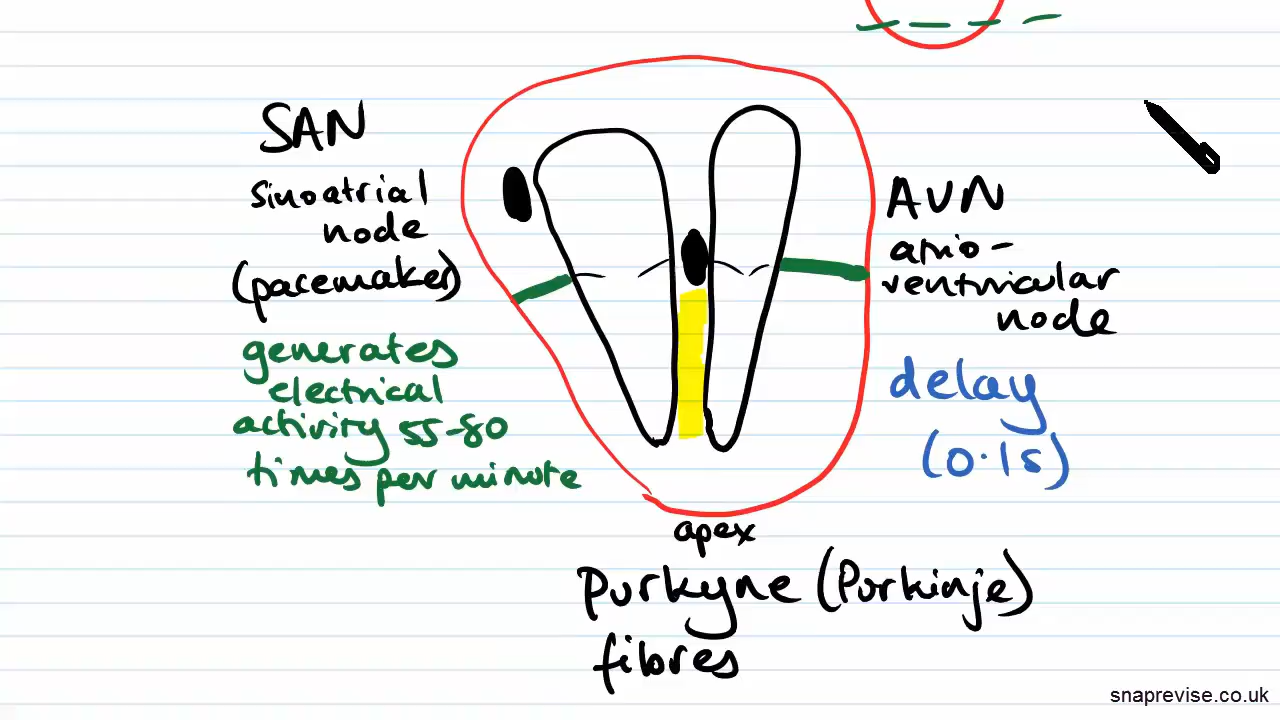 SAN
sinoatrial
node
(pacemaker)
generates
electrical
activity 55-80
times per minute
AVN
atrio-
ventricular
node
delay
(0.1s)
apex
Purkyne (Purkinje)
fibres
snaprevise.co.uk